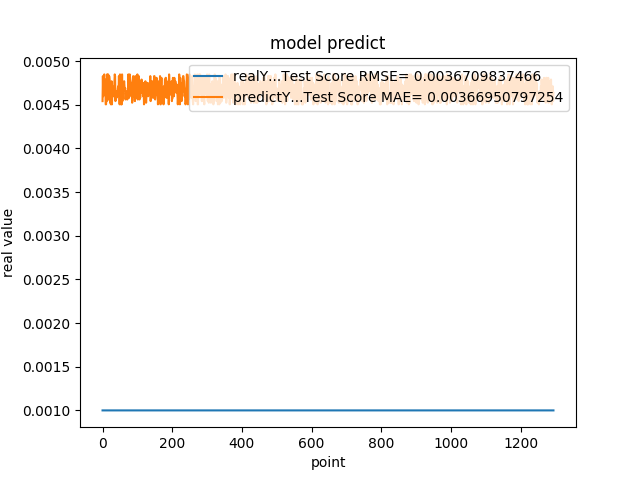 model predict
0.0050
0.0045
0.0040
0.0035
0.0030
0.0025
0.0020
0.0015
0.0010
real value
realY...Test Score RMSE= 0.0036709837466
predictY...Test Score MAE= 0.00366950797254
0 200 400 600 800 1000 1200
point